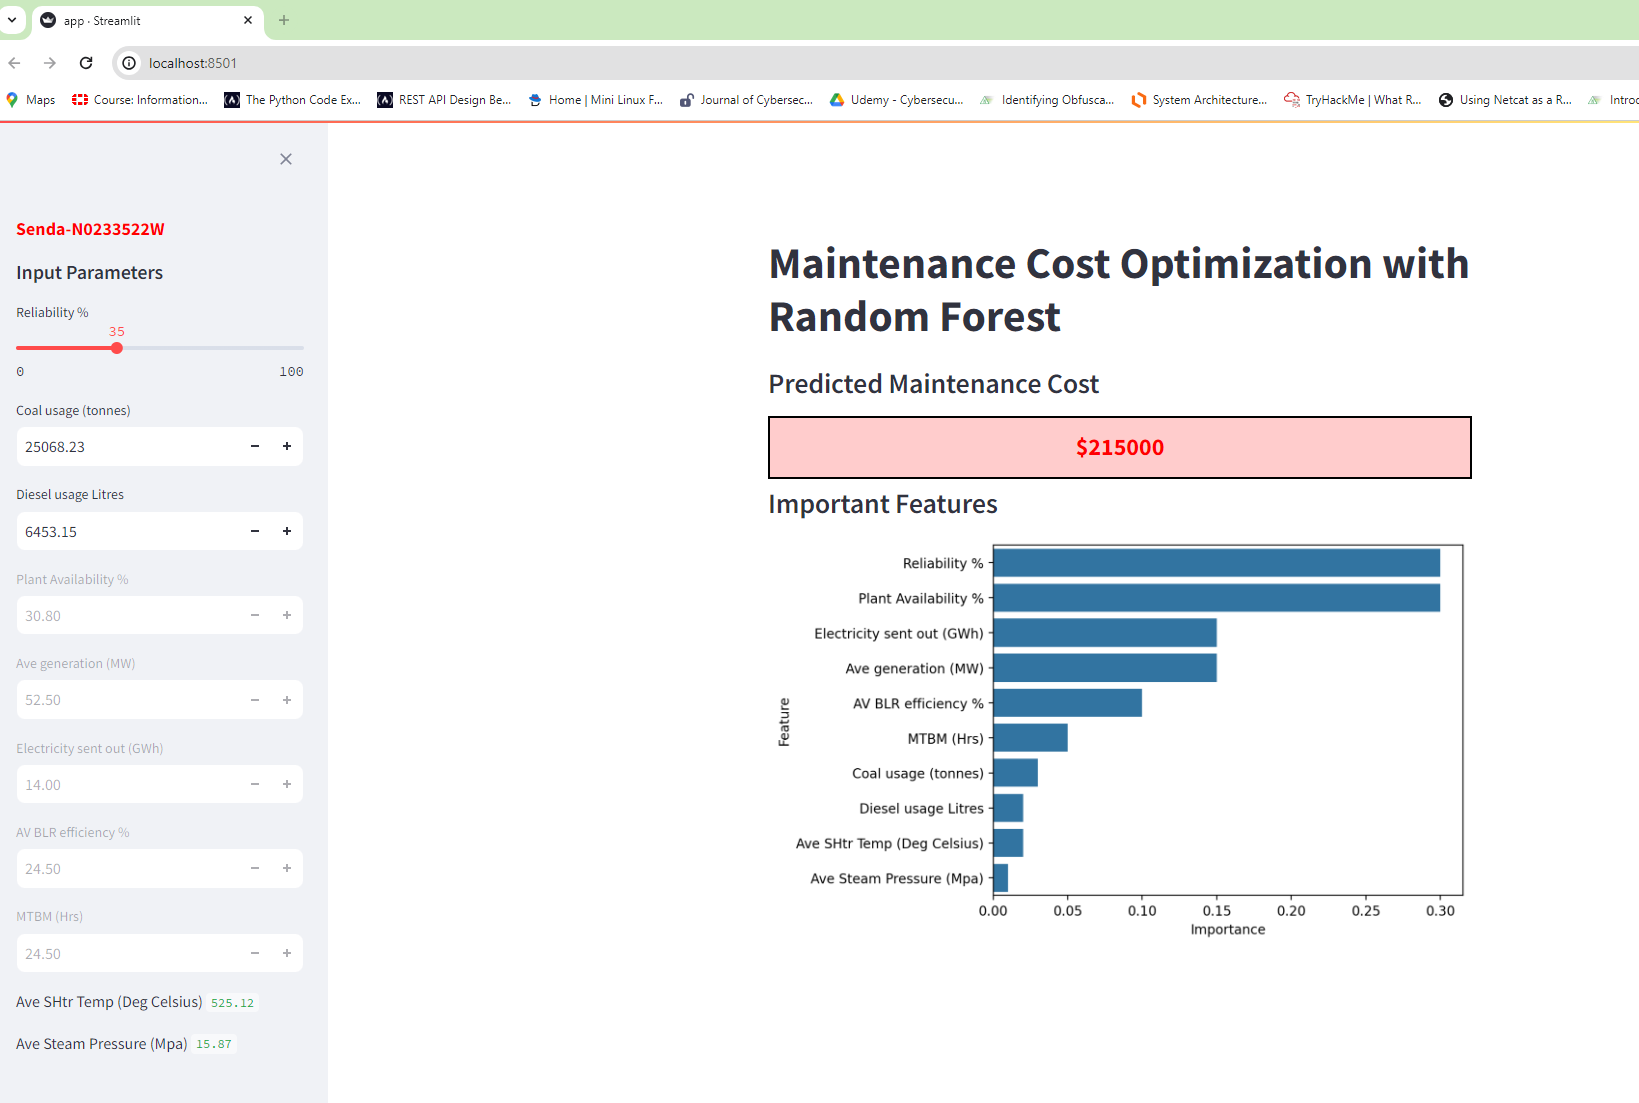 app · Streamlit
localhost:8501
Maps
Course: Information...
The Python Code Ex...
REST API Design Be...
Home | Mini Linux F...
Journal of Cybersec...
Udemy - Cybersecu...
Identifying Obfusca...
System Architecture...
TryHackMe | What R...
Using Netcat as a R...
Introd
Senda-N0233522W
Input Parameters
Reliability %
35
0 100
Coal usage (tonnes)
25068.23
Diesel usage Litres
6453.15
Plant Availability %
30.80
Ave generation (MW)
52.50
Electricity sent out (GWh)
14.00
AV BLR efficiency %
24.50
MTBM (Hrs)
24.50
Ave SHtr Temp (Deg Celsius) 525.12
Ave Steam Pressure (Mpa) 15.87
Maintenance Cost Optimization with
Random Forest
Predicted Maintenance Cost
$215000
Important Features
Feature
Reliability %
Plant Availability %
Electricity sent out (GWh)
Ave generation (MW)
AV BLR efficiency %
MTBM (Hrs)
Coal usage (tonnes)
Diesel usage Litres
Ave SHtr Temp (Deg Celsius)
Ave Steam Pressure (Mpa)
0.00 0.05 0.10 0.15 0.20 0.25 0.30
Importance